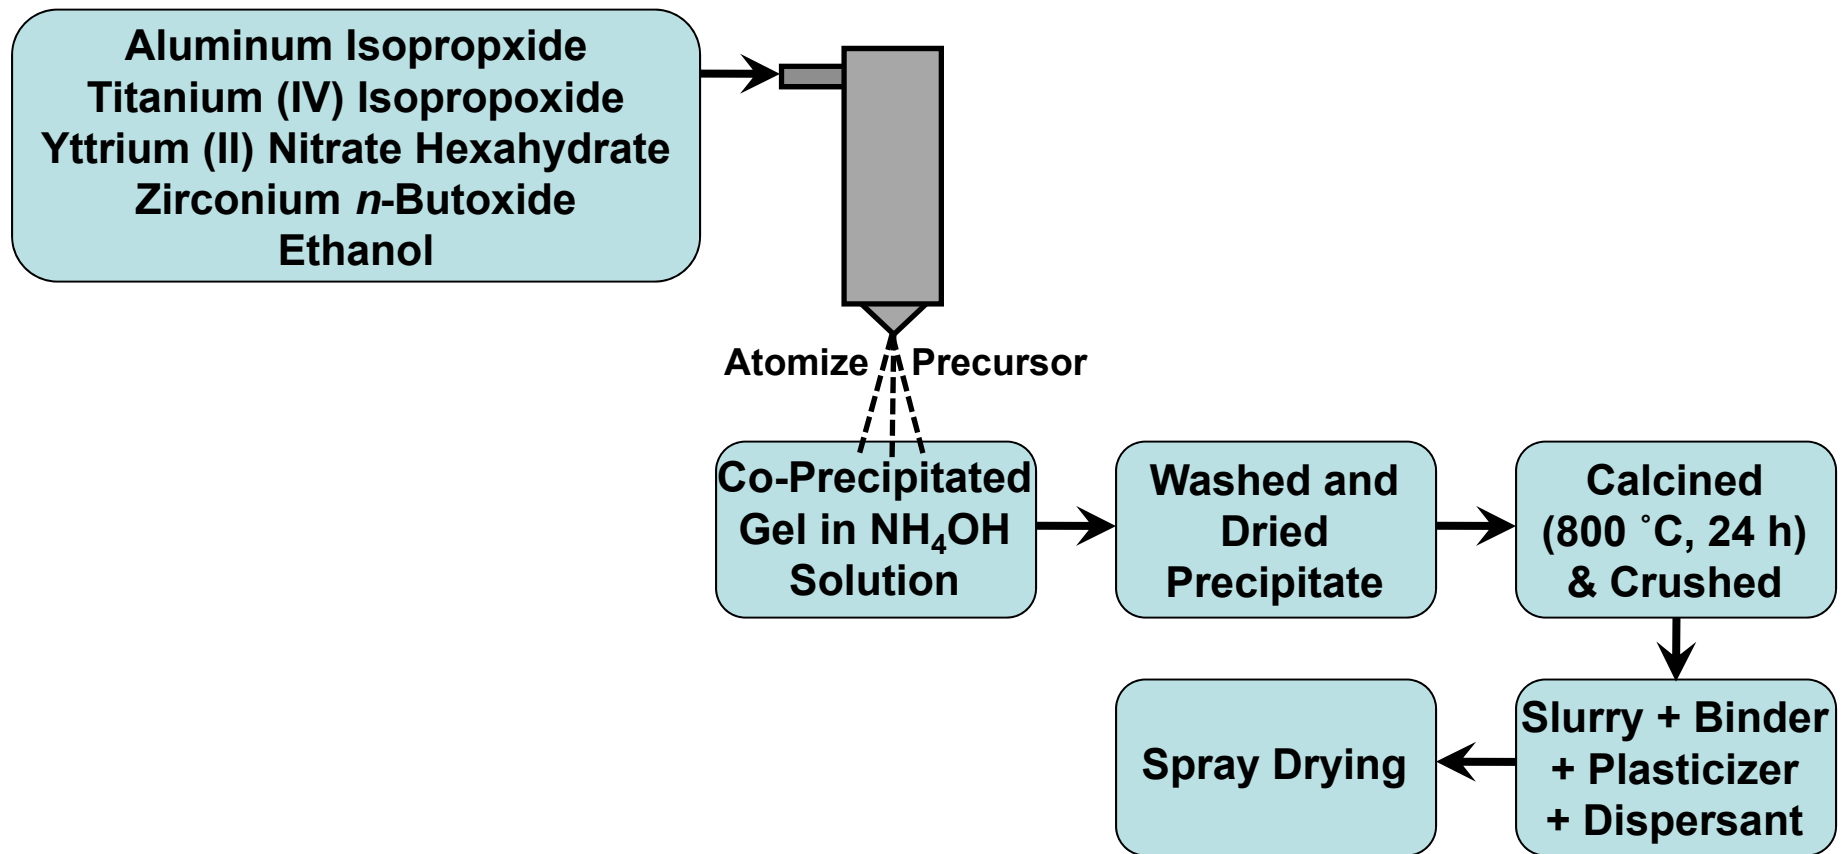 Aluminum Isopropxide
Titanium (IV) Isopropoxide
Yttrium (II) Nitrate Hexahydrate
Zirconium n-Butoxide
Ethanol
Atomize Precursor
Co-Precipitated
Gel in NH₄OH
Solution
Washed and
Dried
Precipitate
Calcined
(800 ˚C, 24 h)
& Crushed
Slurry + Binder
+ Plasticizer
+ Dispersant
Spray Drying